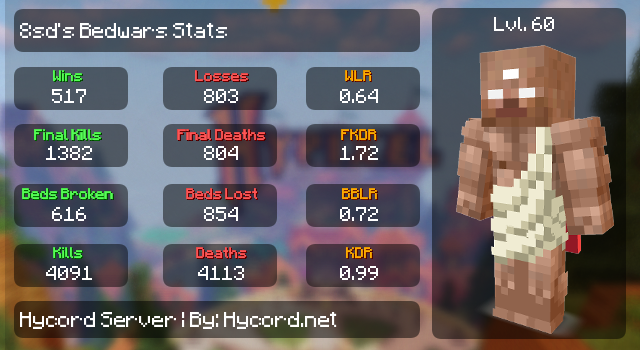 8sd's Bedwars Stats
Lvl. 60
Wins
517
Losses
803
WLR
0.64
Final Kills
1382
Final Deaths
804
FKDR
1.72
Beds Broken
616
Beds Lost
854
BBLR
0.72
Kills
4091
Deaths
4113
KDR
0.99
Hycord Server | By: Hycord.net